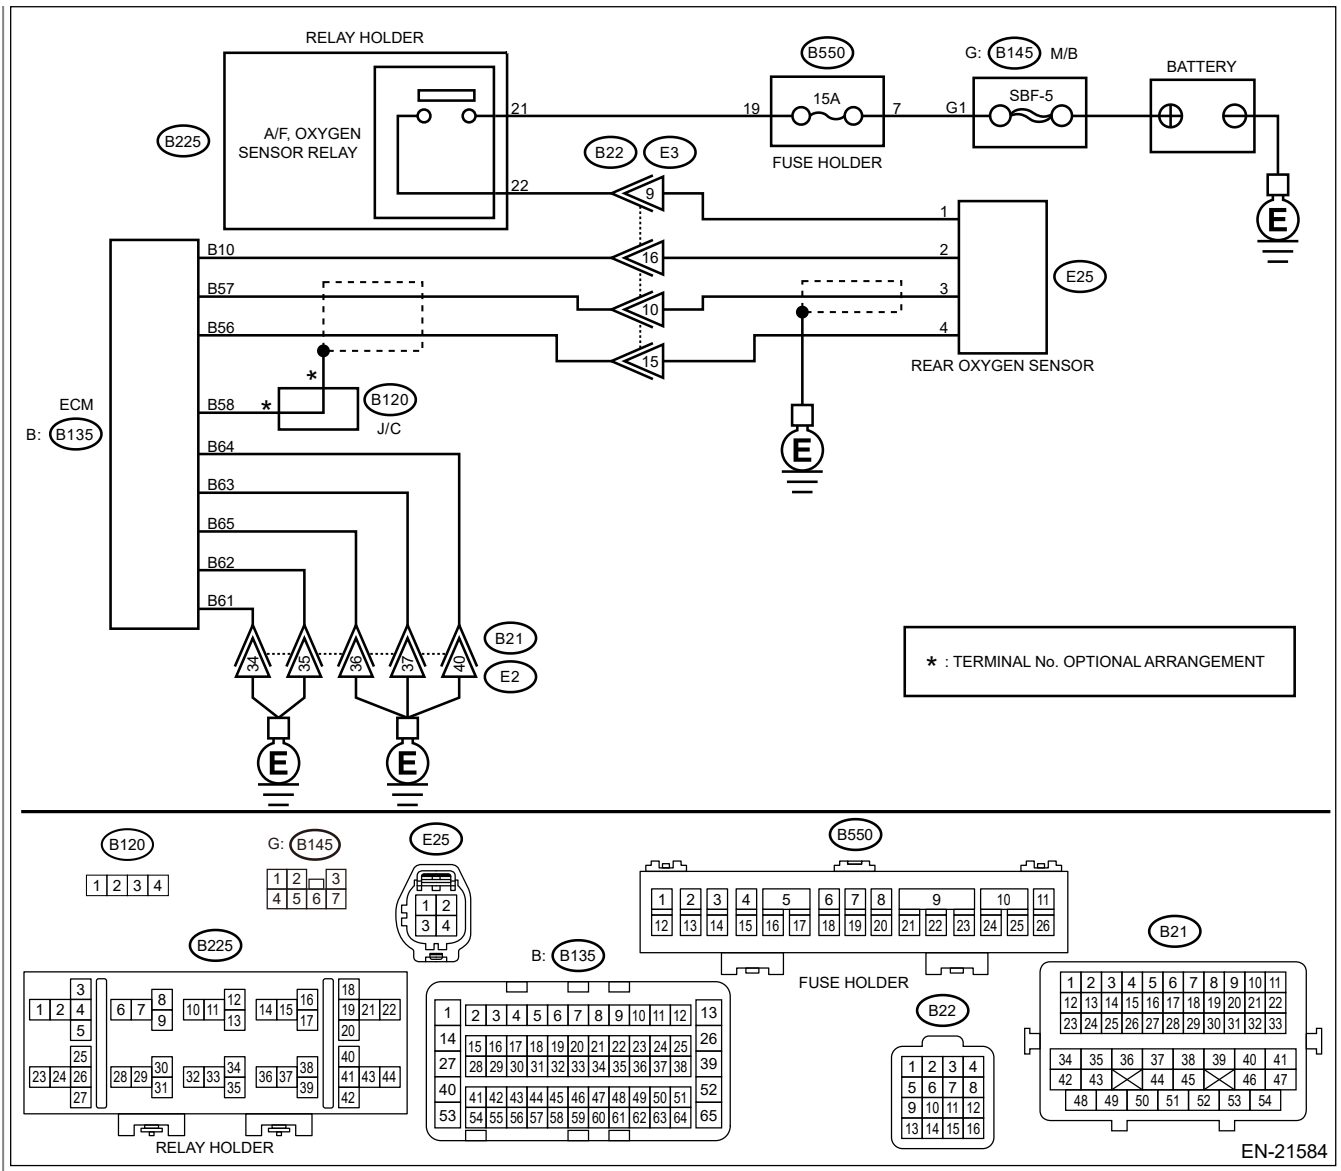 RELAY HOLDER
B550
G: B145 M/B
BATTERY
A/F, OXYGEN
SENSOR RELAY
B225
21
22
19
15A
7
FUSE HOLDER
G1
SBF-5
B22 E3
9
16
10
15
1
2
3
4
E25
REAR OXYGEN SENSOR
E
E
ECM
B: B135
B10
B57
B56
B58
B64
B63
B65
B62
B61
*
*
B120
J/C
34 35 36 37 40
B21
E2
E E
* : TERMINAL No. OPTIONAL ARRANGEMENT
B120
1 2 3 4
G: B145
1 2 3
4 5 6 7
E25
1 2
3 4
B550
1 2 3 4 5 6 7 8 9 10 11
12 13 14 15 16 17 18 19 20 21 22 23 24 25 26
FUSE HOLDER
B225
3 8 12 16 18
1 2 4 6 7 10 11 14 15 19 21 22
5 9 13 17 20
25 30 34 38 40
23 24 26 28 29 32 33 36 37 41 43 44
27 31 35 39 42
RELAY HOLDER
B: B135
1 2 3 4 5 6 7 8 9 10 11 12 13
14 15 16 17 18 19 20 21 22 23 24 25 26
27 28 29 30 31 32 33 34 35 36 37 38 39
40 41 42 43 44 45 46 47 48 49 50 51 52
53 54 55 56 57 58 59 60 61 62 63 64 65
B22
1 2 3 4
5 6 7 8
9 10 11 12
13 14 15 16
B21
1 2 3 4 5 6 7 8 9 10 11
12 13 14 15 16 17 18 19 20 21 22
23 24 25 26 27 28 29 30 31 32 33
34 35 36 37 38 39 40 41
42 43 44 45 46 47
48 49 50 51 52 53 54
EN-21584